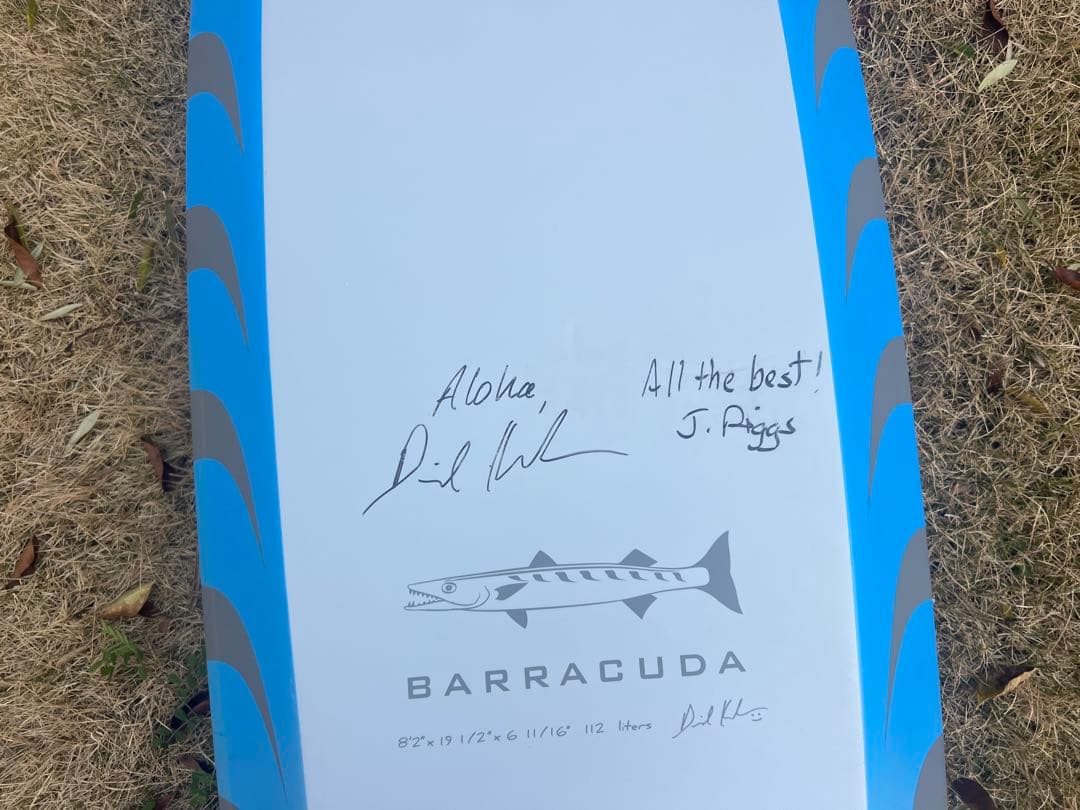 Aloha,
All the best!
J. Riggs
BARRACUDA
8'2" x 19 1/2" x 6 11/16" 112 liters